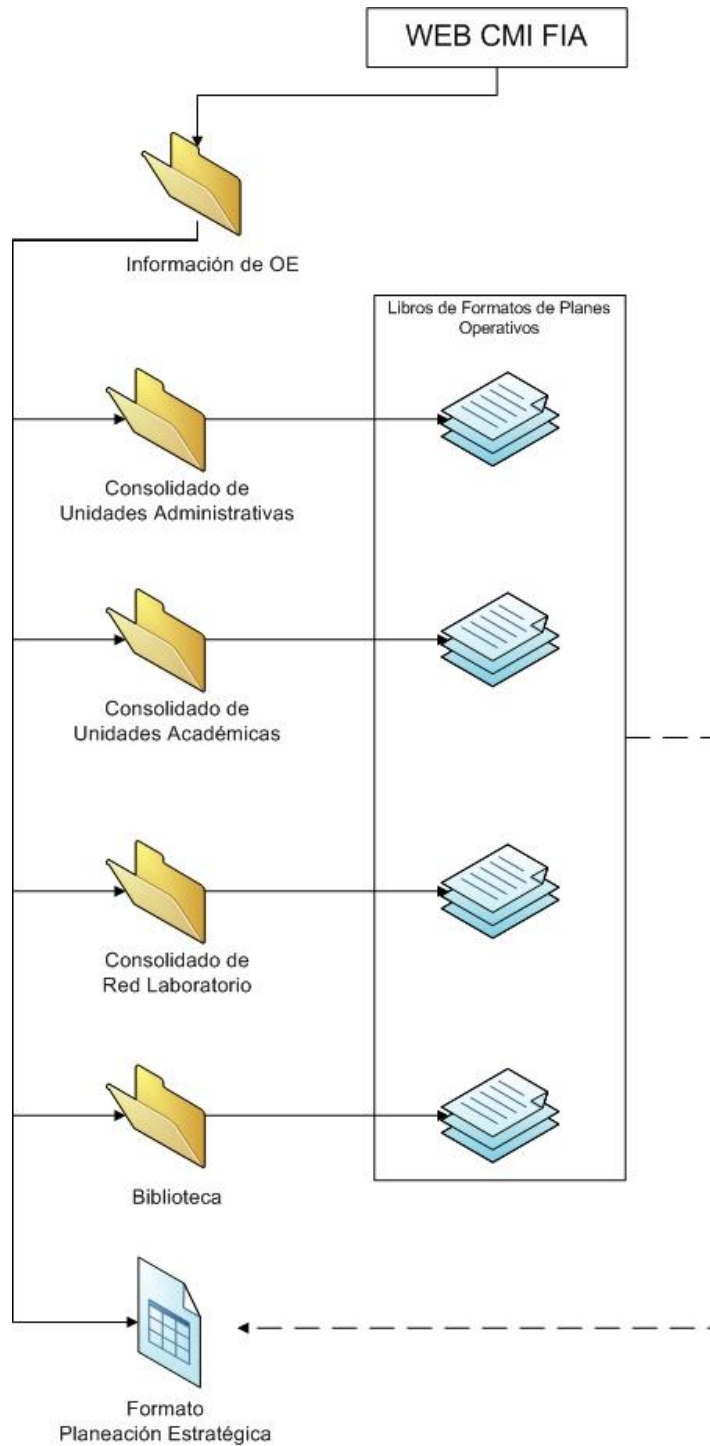 WEB CMI FIA
Información de OE
Libros de Formatos de Planes
Operativos
Consolidado de
Unidades Administrativas
Consolidado de
Unidades Académicas
Consolidado de
Red Laboratorio
Biblioteca
Formato
Planeación Estratégica